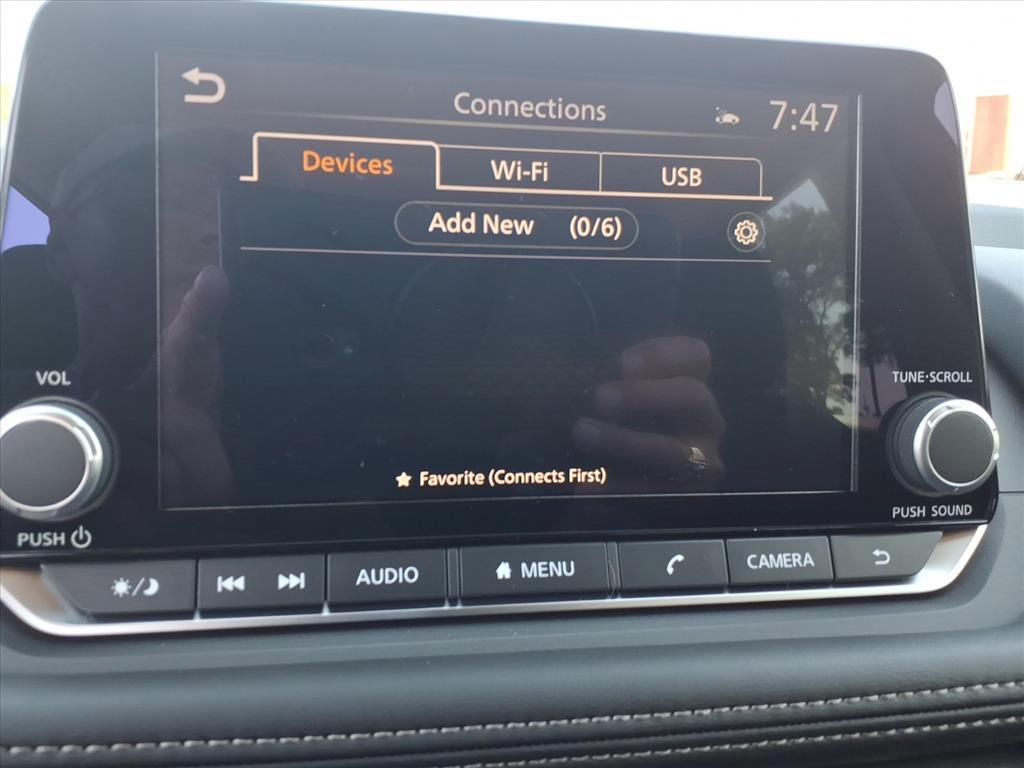 Connections
7:47
Devices
Wi-Fi
USB
Add New (0/6)
VOL
TUNE·SCROLL
Favorite (Connects First)
PUSH
PUSH SOUND
AUDIO
MENU
CAMERA